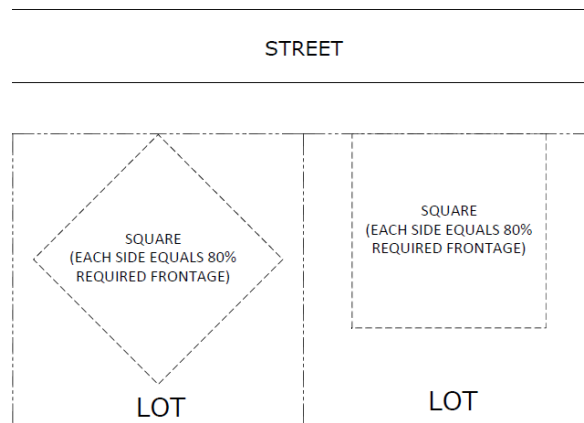 STREET
SQUARE
(EACH SIDE EQUALS 80%
REQUIRED FRONTAGE)
LOT
SQUARE
(EACH SIDE EQUALS 80%
REQUIRED FRONTAGE)
LOT